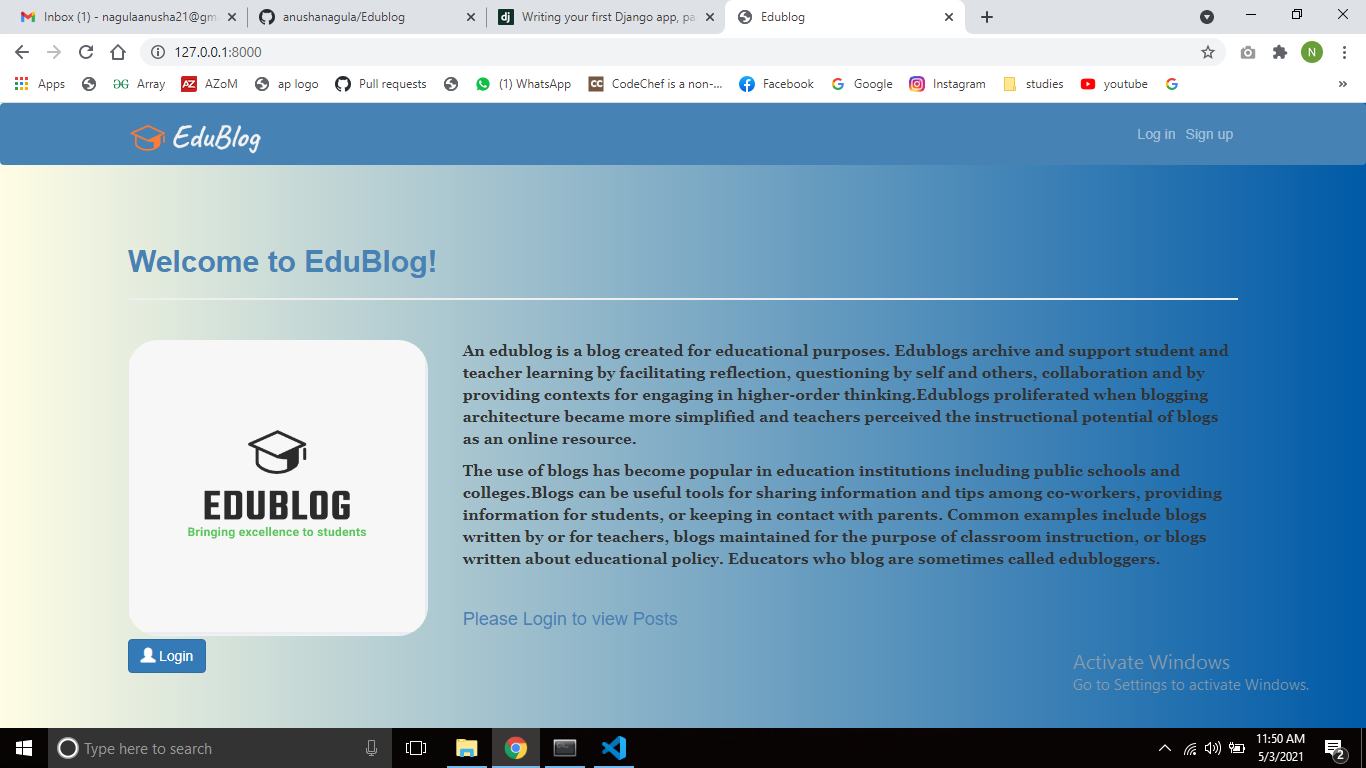 Inbox (1) - nagulaanusha21@gm
anushanagula/Edublog
Writing your first Django app, pa
Edublog
127.0.0.1:8000
N
Apps
Array
AZ AZoM
ap logo
Pull requests
(1) WhatsApp
CC CodeChef is a non-...
Facebook
Google
Instagram
studies
youtube
»
EduBlog
Log in Sign up
Welcome to EduBlog!
An edublog is a blog created for educational purposes. Edublogs archive and support student and
teacher learning by facilitating reflection, questioning by self and others, collaboration and by
providing contexts for engaging in higher-order thinking.Edublogs proliferated when blogging
architecture became more simplified and teachers perceived the instructional potential of blogs
as an online resource.
The use of blogs has become popular in education institutions including public schools and
colleges.Blogs can be useful tools for sharing information and tips among co-workers, providing
information for students, or keeping in contact with parents. Common examples include blogs
written by or for teachers, blogs maintained for the purpose of classroom instruction, or blogs
written about educational policy. Educators who blog are sometimes called edubloggers.
EDUBLOG
Bringing excellence to students
Please Login to view Posts
Login
Activate Windows
Go to Settings to activate Windows.
Type here to search
11:50 AM
5/3/2021
2